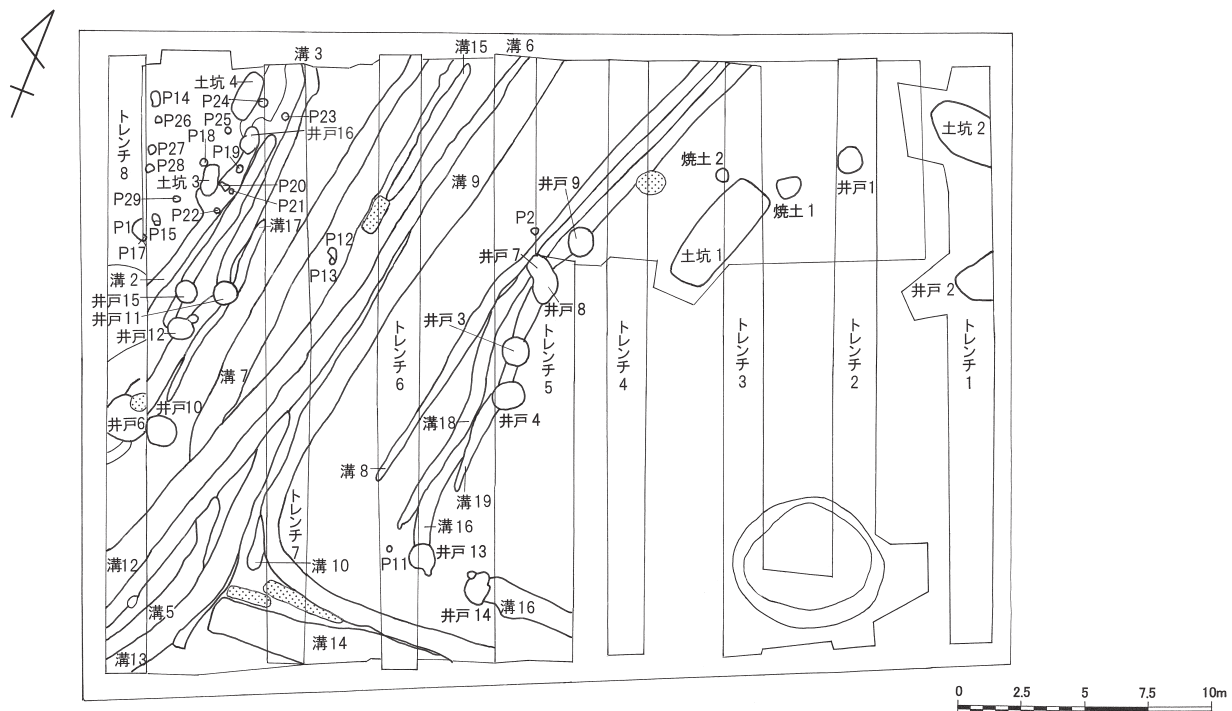 溝 3
溝15
溝 6
土坑 4
P14
P24
P26
P25
P23
井戸16
P18
P27
P19
P28
土坑 3
P20
P29
P21
P22
P1
P15
溝17
P17
溝 2
井戸15
井戸11
井戸12
トレンチ8
P12
P13
溝 9
井戸 9
P2
井戸 7
井戸 8
井戸 3
焼土 2
焼土 1
井戸1
土坑 1
土坑 2
井戸 2
トレンチ6
トレンチ5
トレンチ4
トレンチ3
トレンチ2
トレンチ1
溝 7
井戸10
井戸6
溝18
井戸 4
溝 8
溝19
トレンチ7
溝16
井戸13
P11
溝12
溝 10
溝 5
井戸14
溝16
溝14
溝13
0 2.5 5 7.5 10m